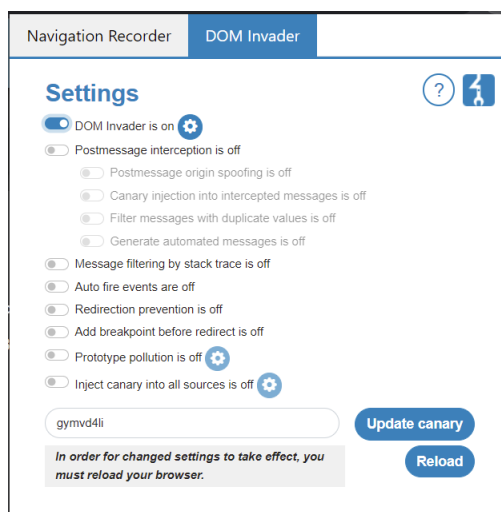 Navigation Recorder DOM Invader
Settings
?
DOM Invader is on
Postmessage interception is off
Postmessage origin spoofing is off
Canary injection into intercepted messages is off
Filter messages with duplicate values is off
Generate automated messages is off
Message filtering by stack trace is off
Auto fire events are off
Redirection prevention is off
Add breakpoint before redirect is off
Prototype pollution is off
Inject canary into all sources is off
gymvd4li Update canary
In order for changed settings to take effect, you
must reload your browser.
Reload